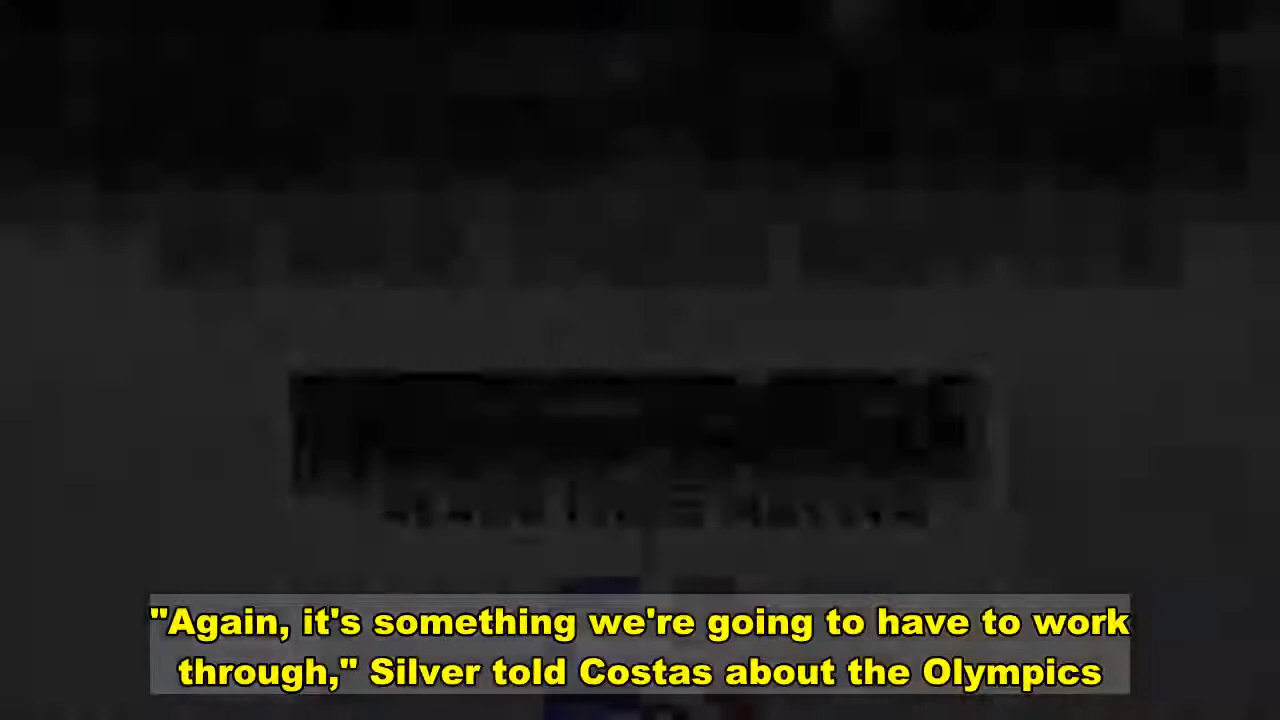 "Again, it's something we're going to have to work
through," Silver told Costas about the Olympics